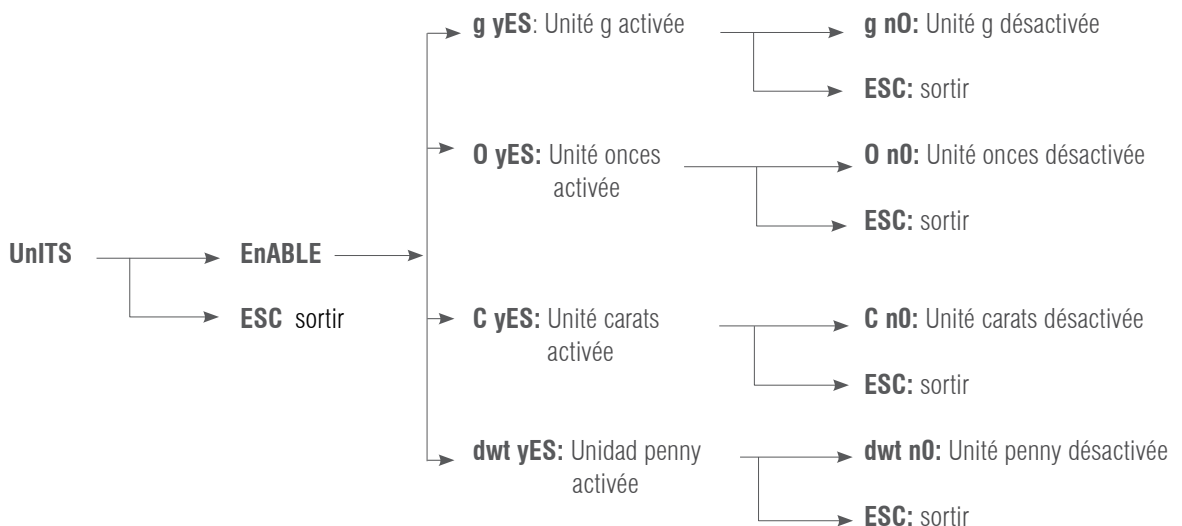 g yES: Unité g activée
g nO: Unité g désactivée
ESC: sortir
O yES: Unité onces
activée
O nO: Unité onces désactivée
ESC: sortir
UnITS
EnABLE
ESC sortir
C yES: Unité carats
activée
C nO: Unité carats désactivée
ESC: sortir
dwt yES: Unidad penny
activée
dwt nO: Unité penny désactivée
ESC: sortir